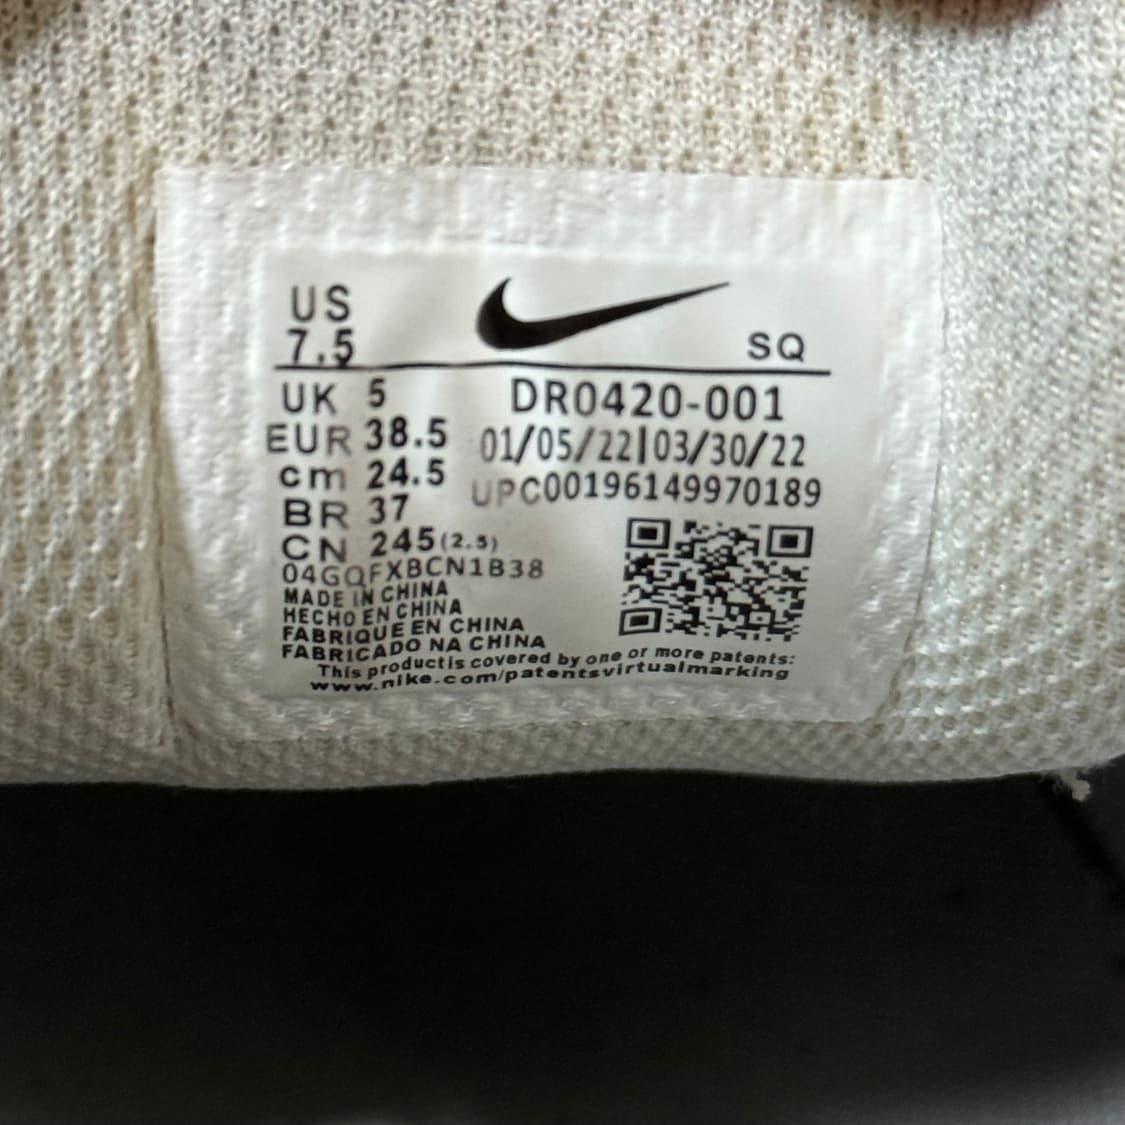 US
7.5
SQ
UK 5
DR0420-001
EUR 38.5
01/05/22|03/30/22
cm 24.5
UPC00196149970189
BR 37
CN 245(2.5)
04GQFXBCN1B38
MADE IN CHINA
HECHO EN CHINA
FABRIQUE EN CHINA
FABRICADO NA CHINA
This product is covered by one or more patents:
www.nike.com/patentsvirtualmarking